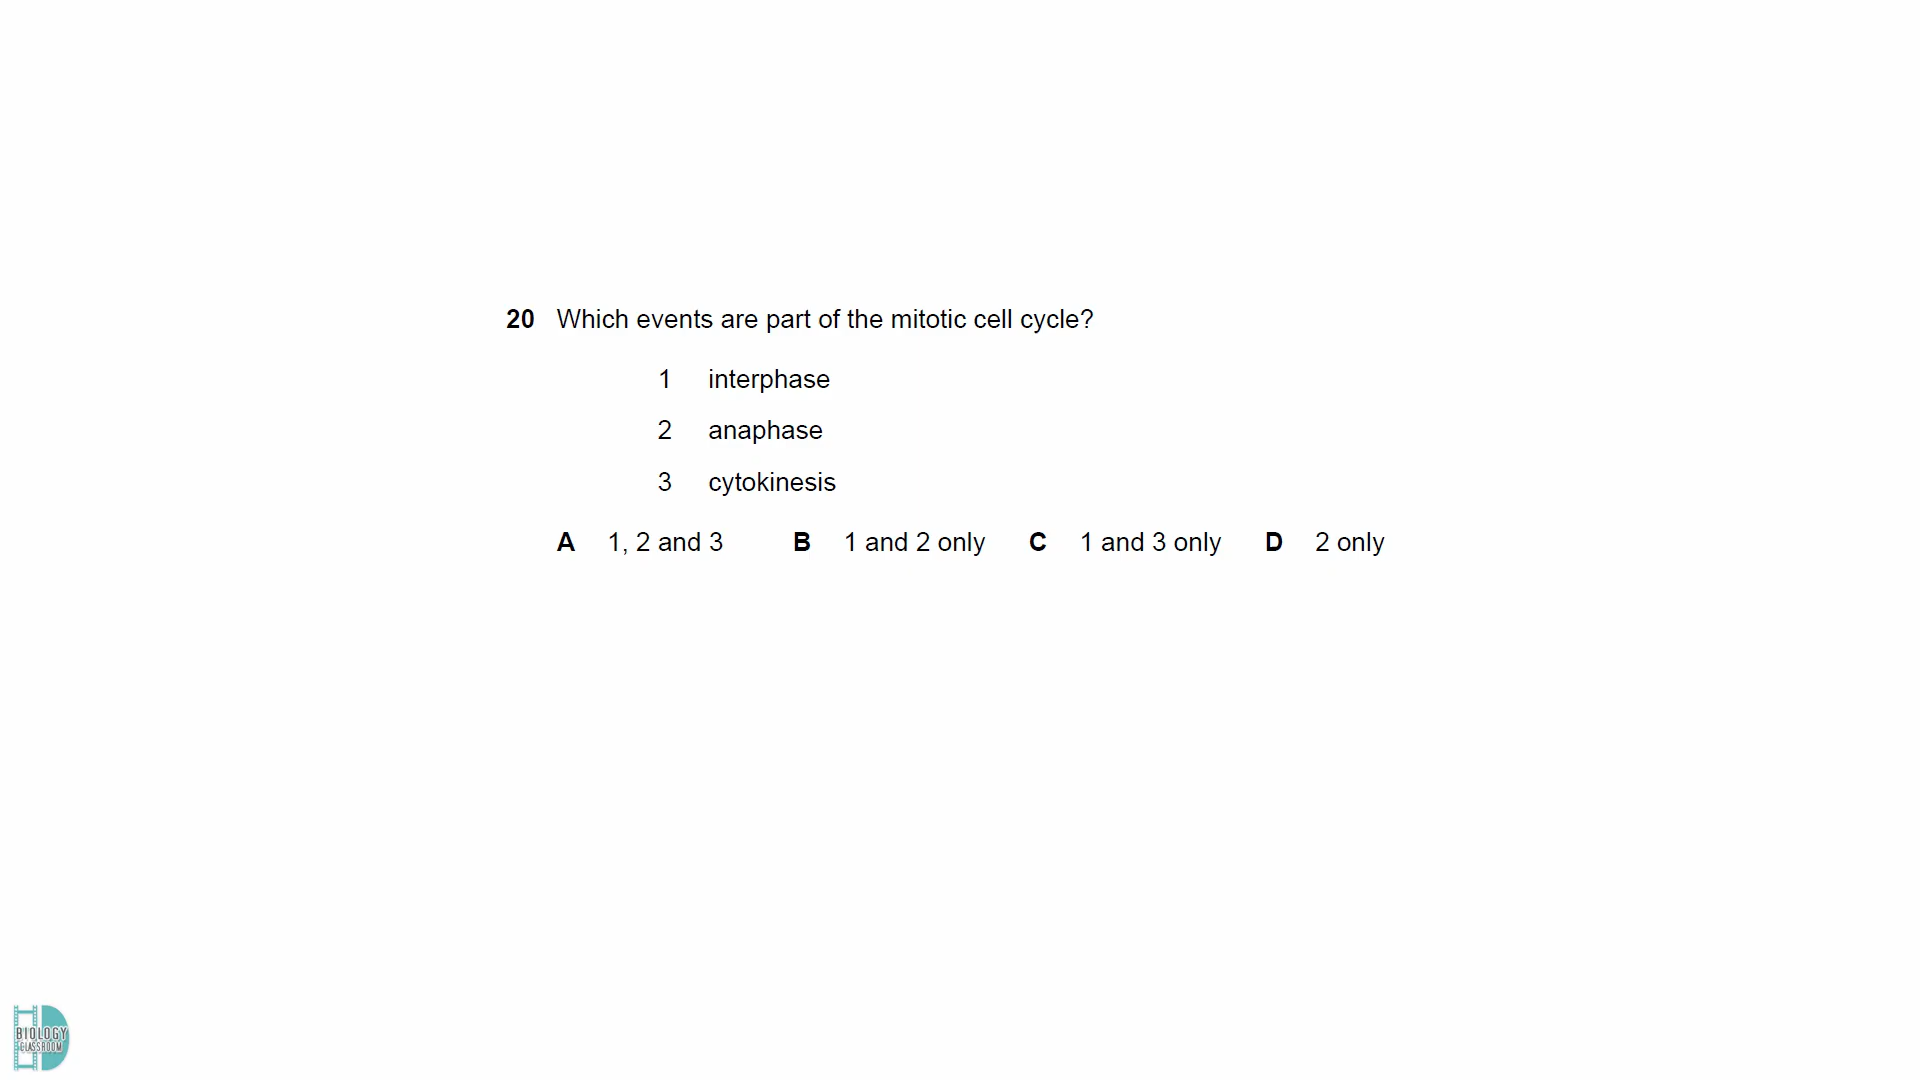 20 Which events are part of the mitotic cell cycle?
1 interphase
2 anaphase
3 cytokinesis
A 1, 2 and 3 B 1 and 2 only C 1 and 3 only D 2 only
BIOLOGY
CLASSROOM